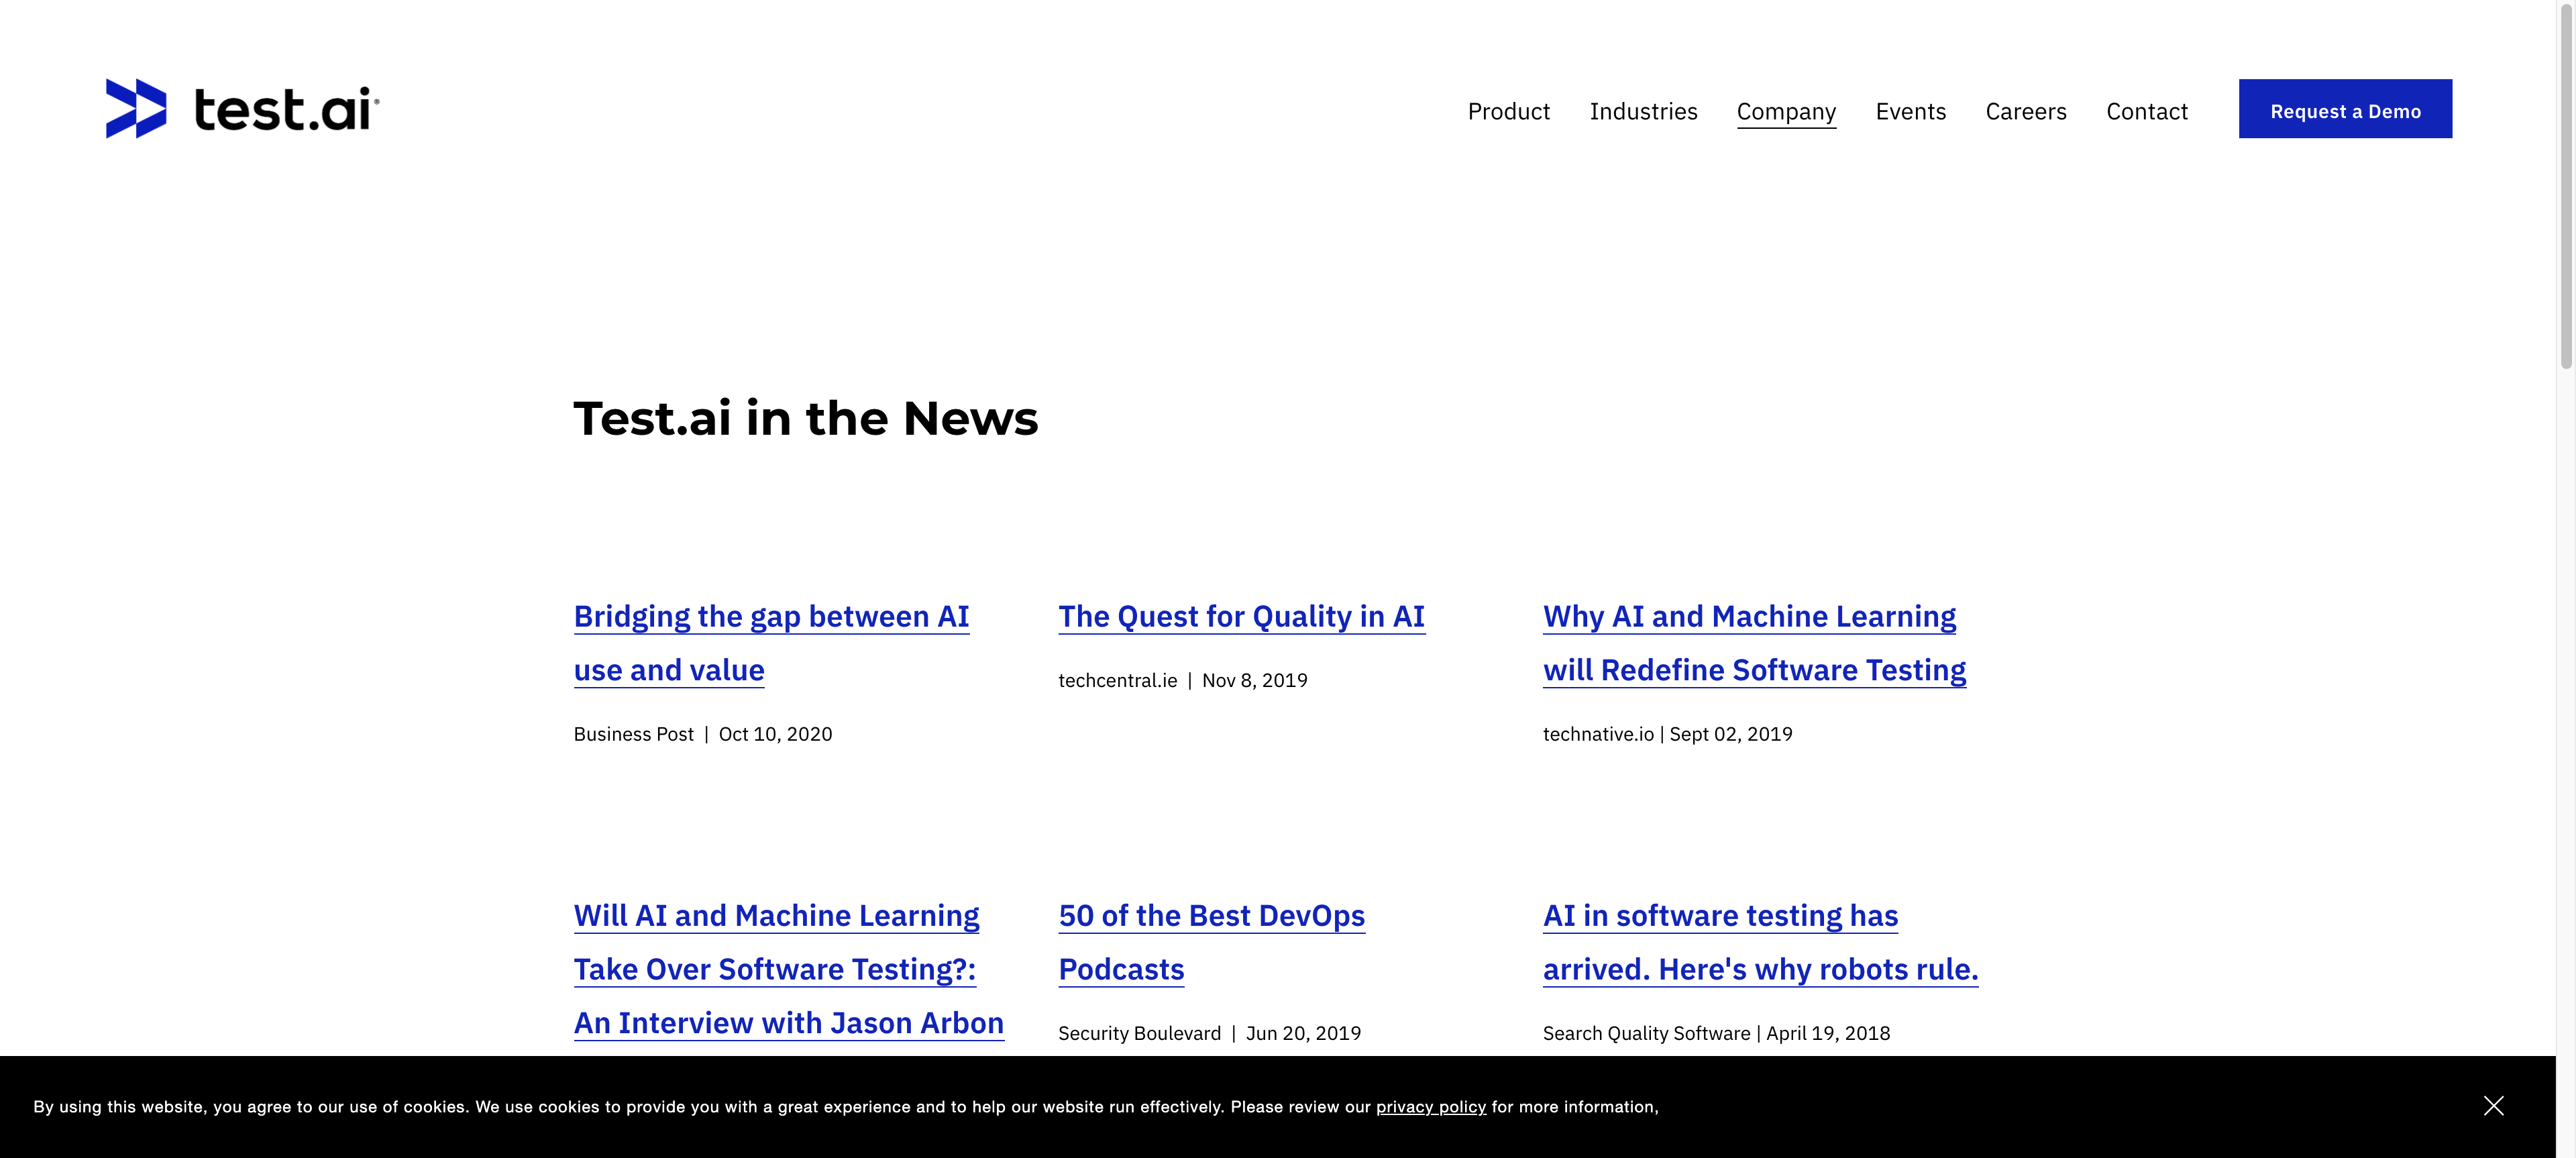 test.ai
Product
Industries
Company
Events
Careers
Contact
Request a Demo
Test.ai in the News
Bridging the gap between AI
use and value
Business Post | Oct 10, 2020
The Quest for Quality in AI
techcentral.ie | Nov 8, 2019
Why AI and Machine Learning
will Redefine Software Testing
technative.io | Sept 02, 2019
Will AI and Machine Learning
Take Over Software Testing?:
An Interview with Jason Arbon
50 of the Best DevOps
Podcasts
Security Boulevard | Jun 20, 2019
AI in software testing has
arrived. Here's why robots rule.
Search Quality Software | April 19, 2018
By using this website, you agree to our use of cookies. We use cookies to provide you with a great experience and to help our website run effectively. Please review our privacy policy for more information,